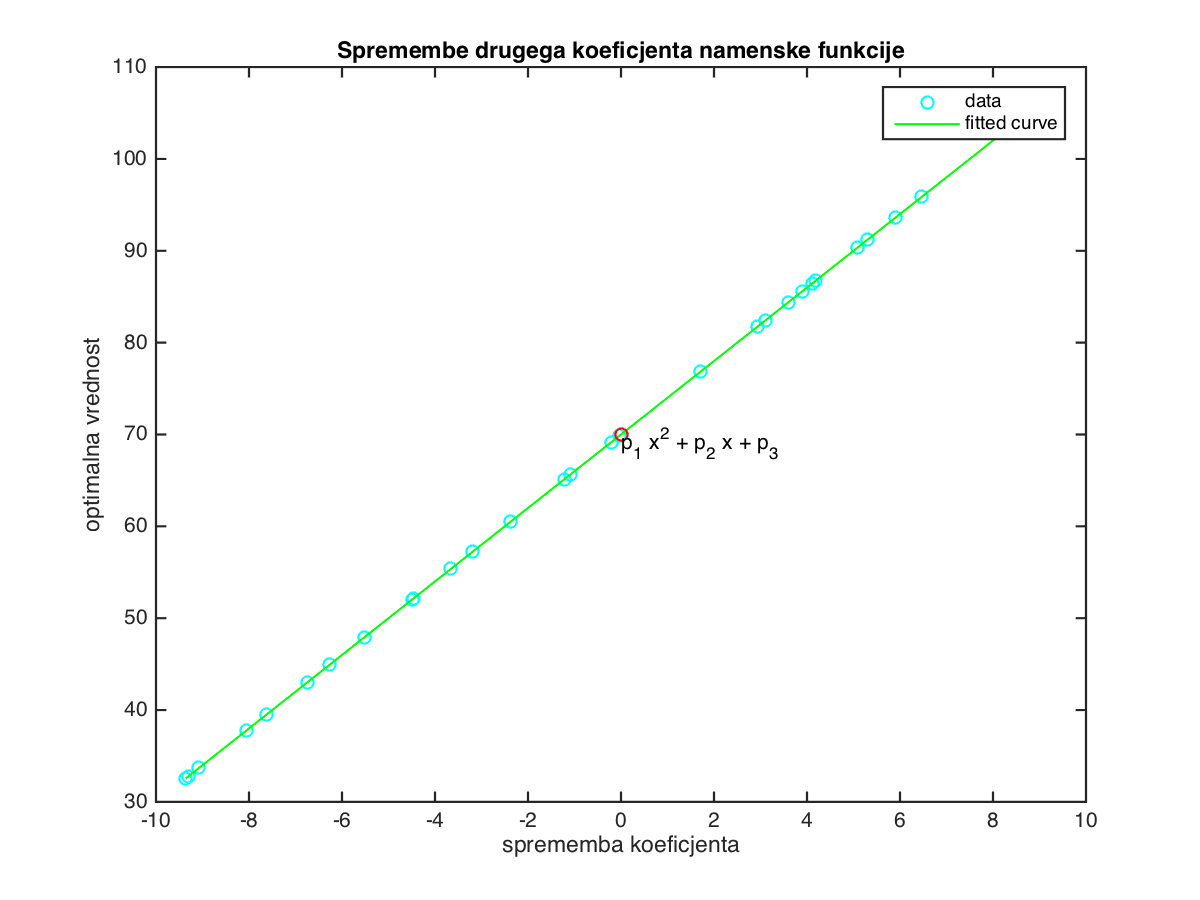 Spremembe drugega koeficjenta namenske funkcije
110
100
90
80
70
60
50
40
30
optimalna vrednost
data
fitted curve
p₁ x² + p₂ x + p₃
-10 -8 -6 -4 -2 0 2 4 6 8 10
sprememba koeficjenta